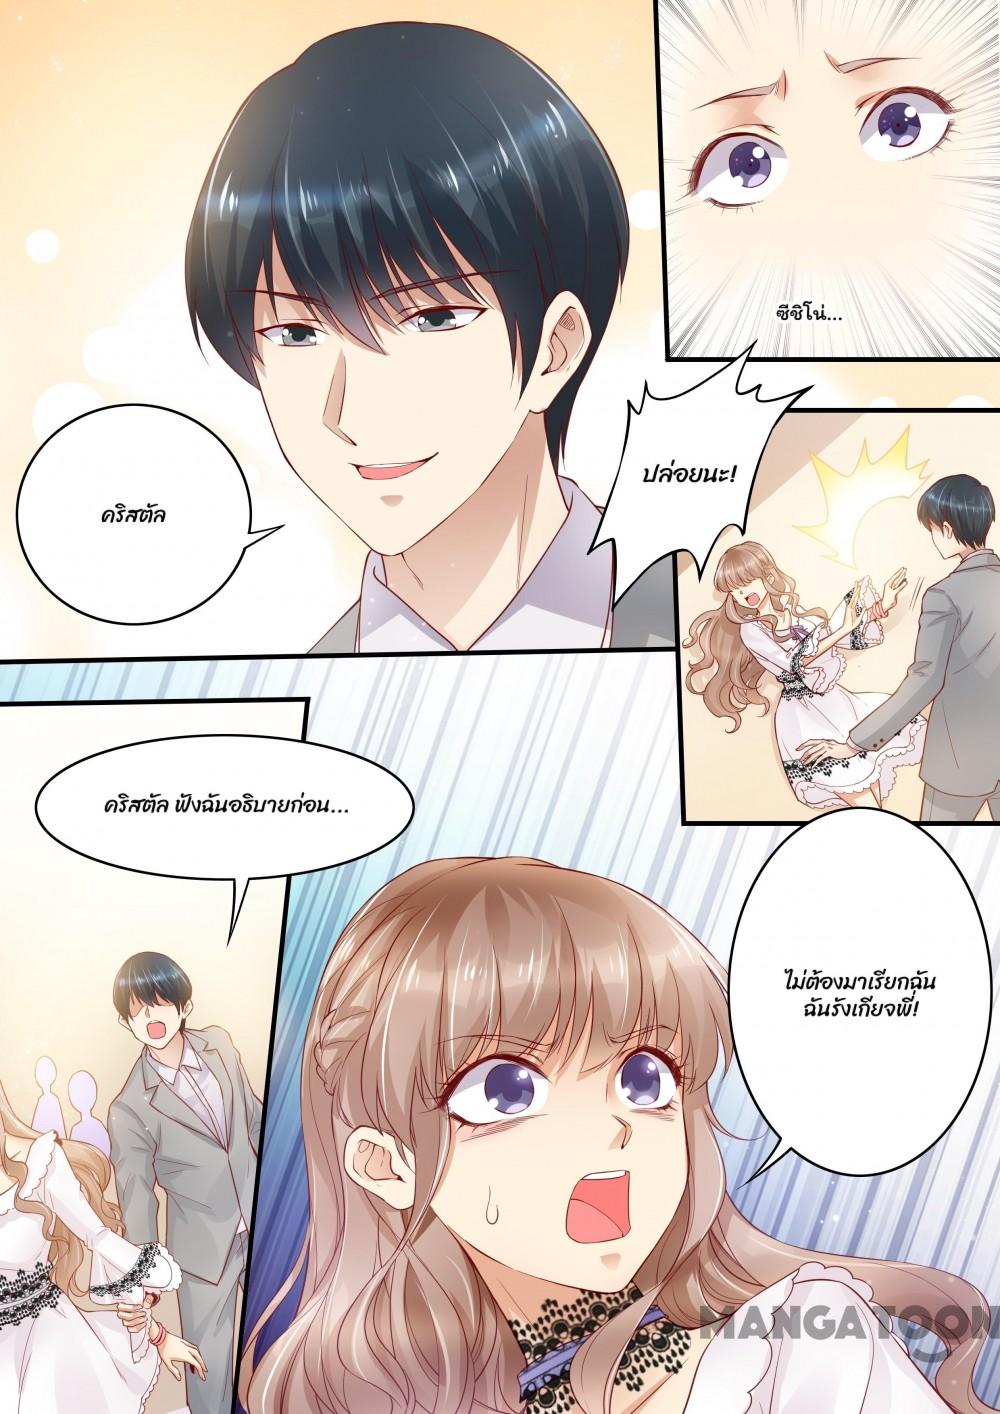 ซีชิโน่...
คริสตัล
ปล่อยนะ!
คริสตัล ฟังฉันอธิบายก่อน...
ไม่ต้องมาเรียกฉัน
ฉันรังเกียจพี่!
MANGATOON